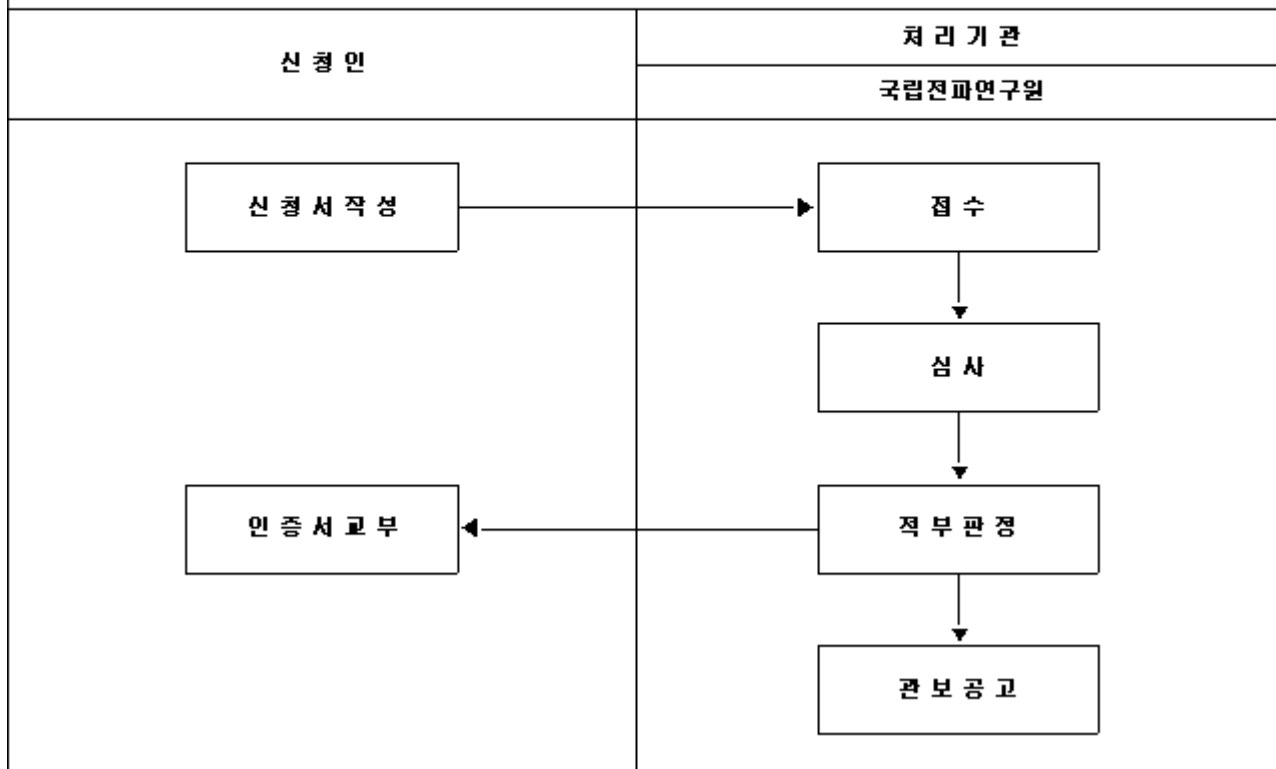 신 청 인
처 리 기 관
국립전파연구원
신 청 서 작 성
접 수
심 사
인 증 서 교 부
적 부 판 정
관 보 공 고